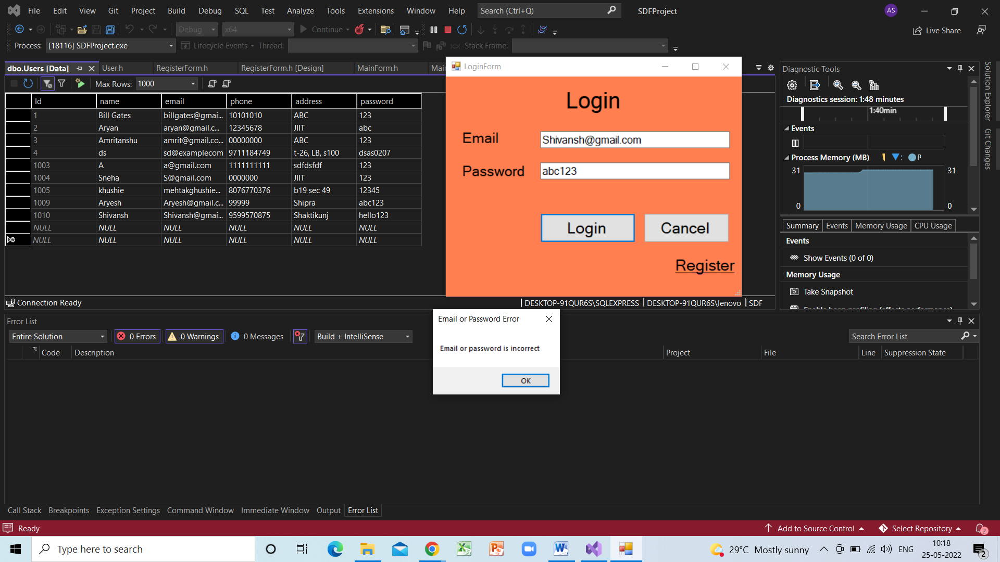 File Edit View Git Project Build Debug SQL Test Analyze Tools Extensions Window Help Search (Ctrl+Q) SDFProject AS
Debug x64 Continue Live Share
Process: [18116] SDFProject.exe Lifecycle Events Thread: Stack Frame:
dbo.Users [Data] User.h RegisterForm.h RegisterForm.h [Design] MainForm.h Mai
Max Rows: 1000
Id name email phone address password
1 Bill Gates billgates@gmai... 10101010 ABC 123
2 Aryan aryan@gmail.c... 12345678 JIIT abc
3 Amritanshu amrit@gmail.co... 00000000 ABC 123
4 ds sd@examplecom 9711184749 t-26, LB, s100 dsas0207
1003 A a@gmail.com 1111111111 sdfdsfdf 123
1004 Sneha S@gmail.com 0000000 JIIT 123
1005 khushie mehtakghushie... 8076770376 b19 sec 49 12345
1009 Aryesh Aryesh@gmail.c... 99999 Shipra abc123
1010 Shivansh Shivansh@gmai... 9599570875 Shaktikunj hello123
NULL NULL NULL NULL NULL NULL
NULL NULL NULL NULL NULL NULL
Connection Ready DESKTOP-91QUR6S\SQLEXPRESS DESKTOP-91QUR6S\lenovo SDF
LoginForm
Login
Email Shivansh@gmail.com
Password abc123
Login Cancel
Register
Diagnostic Tools
Diagnostics session: 1:48 minutes
1:40min
Events
Process Memory (MB) P
31 31
0 0
Summary Events Memory Usage CPU Usage
Events
Show Events (0 of 0)
Memory Usage
Take Snapshot
Solution Explorer
Git Changes
Error List
Entire Solution 0 Errors 0 Warnings 0 Messages Build + IntelliSense Search Error List
Code Description Project File Line Suppression State
Email or Password Error
Email or password is incorrect
OK
Call Stack Breakpoints Exception Settings Command Window Immediate Window Output Error List
Ready Add to Source Control Select Repository 2
Type here to search 29°C Mostly sunny ENG 10:18
25-05-2022 2